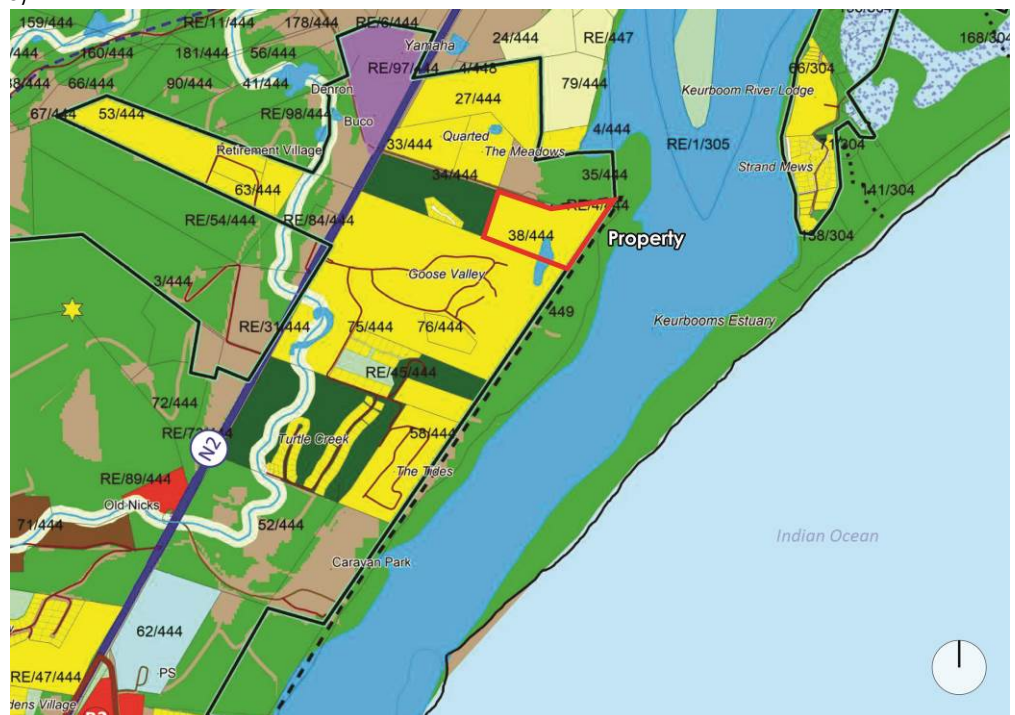 159/444
RE/11/444
178/444
RE/6/444
24/444
RE/447
168/304
160/444
181/444
56/444
Yamaha
RE/97/444
4/148
66/304
66/444
90/444
41/444
Denron
27/444
79/444
Keurboom River Lodge
67/444
53/444
RE/98/444
Buco
Quarted
4/444
RE/1/305
Retirement Village
33/444
The Meadows
71/304
63/444
34/444
35/444
Strand Mews
141/304
RE/54/444
RE/84/444
RE/4/444
38/444
Property
138/304
3/444
Goose Valley
449
Keurbooms Estuary
RE/31/444
75/444
76/444
RE/45/444
72/444
N2
Turtle Creek
58/444
RE/89/444
The Tides
Old Nicks
71/444
52/444
Indian Ocean
Caravan Park
62/444
RE/47/444
PS
dens Village